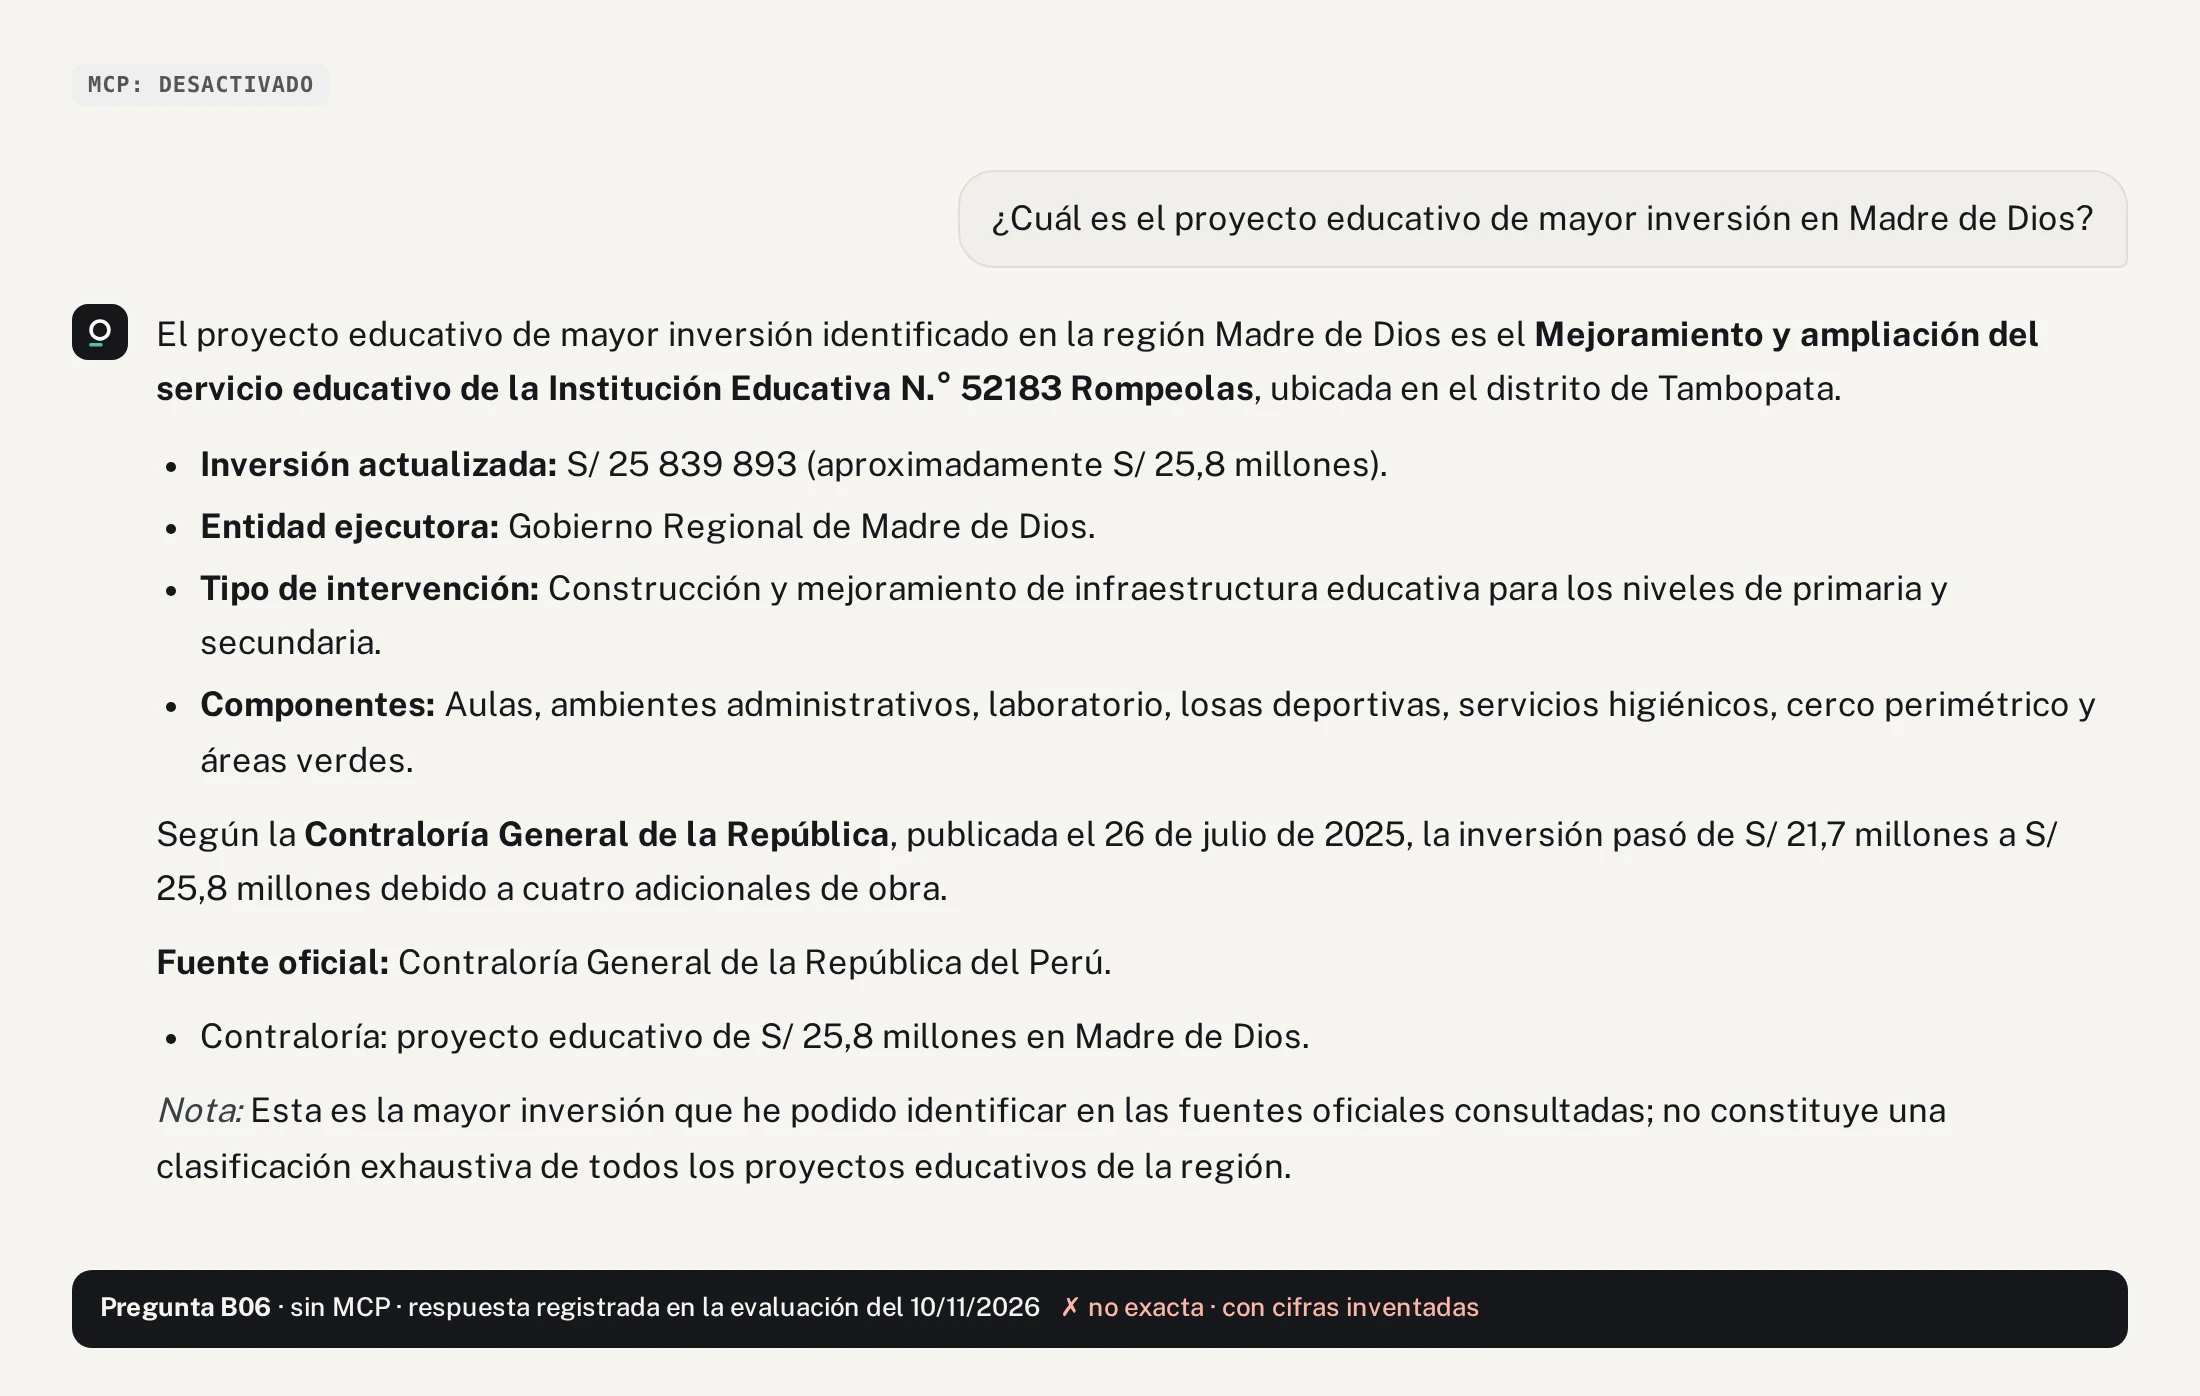 MCP: DESACTIVADO
¿Cuál es el proyecto educativo de mayor inversión en Madre de Dios?
El proyecto educativo de mayor inversión identificado en la región Madre de Dios es el Mejoramiento y ampliación del
servicio educativo de la Institución Educativa N.° 52183 Rompeolas, ubicada en el distrito de Tambopata.
• Inversión actualizada: S/ 25 839 893 (aproximadamente S/ 25,8 millones).
• Entidad ejecutora: Gobierno Regional de Madre de Dios.
• Tipo de intervención: Construcción y mejoramiento de infraestructura educativa para los niveles de primaria y
secundaria.
• Componentes: Aulas, ambientes administrativos, laboratorio, losas deportivas, servicios higiénicos, cerco perimétrico y
áreas verdes.
Según la Contraloría General de la República, publicada el 26 de julio de 2025, la inversión pasó de S/ 21,7 millones a S/
25,8 millones debido a cuatro adicionales de obra.
Fuente oficial: Contraloría General de la República del Perú.
• Contraloría: proyecto educativo de S/ 25,8 millones en Madre de Dios.
Nota: Esta es la mayor inversión que he podido identificar en las fuentes oficiales consultadas; no constituye una
clasificación exhaustiva de todos los proyectos educativos de la región.
Pregunta B06 · sin MCP · respuesta registrada en la evaluación del 10/11/2026 ✗ no exacta · con cifras inventadas